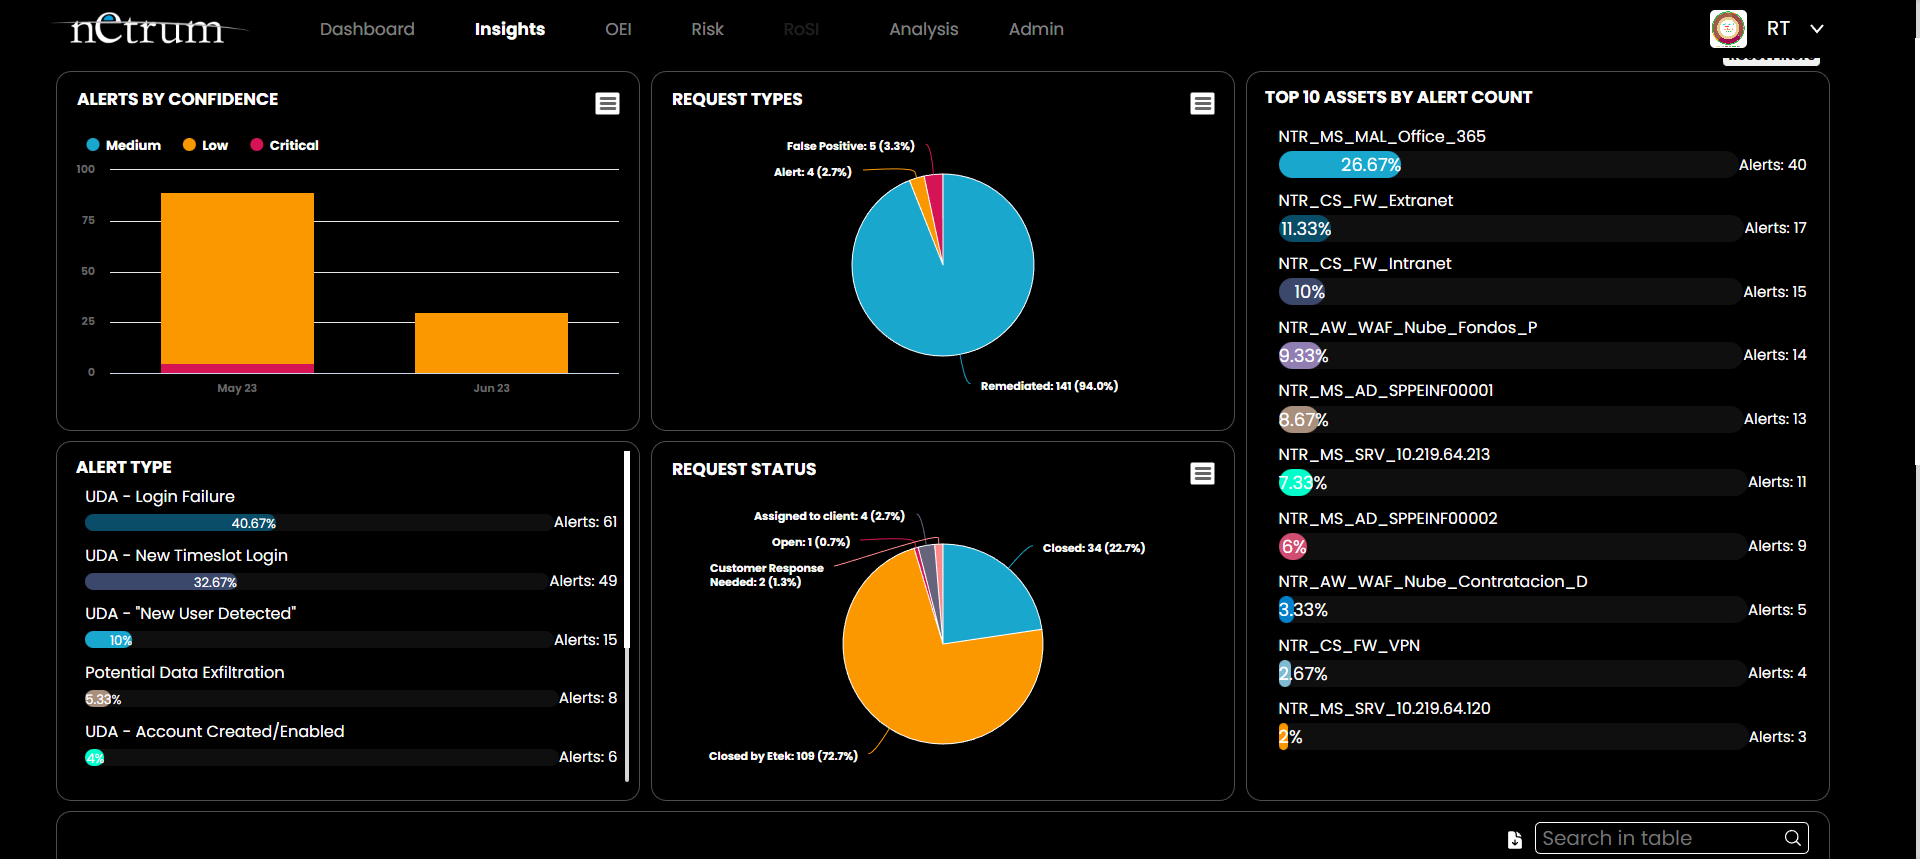 netrum
Dashboard
Insights
OEI
Risk
RoSI
Analysis
Admin
RT
ALERTS BY CONFIDENCE
Medium
Low
Critical
100
75
50
25
0
May 23
Jun 23
REQUEST TYPES
False Positive: 5 (3.3%)
Alert: 4 (2.7%)
Remediated: 141 (94.0%)
TOP 10 ASSETS BY ALERT COUNT
NTR_MS_MAL_Office_365
26.67%
Alerts: 40
NTR_CS_FW_Extranet
11.33%
Alerts: 17
NTR_CS_FW_Intranet
10%
Alerts: 15
NTR_AW_WAF_Nube_Fondos_P
9.33%
Alerts: 14
NTR_MS_AD_SPPEINF00001
8.67%
Alerts: 13
NTR_MS_SRV_10.219.64.213
7.33%
Alerts: 11
NTR_MS_AD_SPPEINF00002
6%
Alerts: 9
NTR_AW_WAF_Nube_Contratacion_D
3.33%
Alerts: 5
NTR_CS_FW_VPN
2.67%
Alerts: 4
NTR_MS_SRV_10.219.64.120
2%
Alerts: 3
ALERT TYPE
UDA - Login Failure
40.67%
Alerts: 61
UDA - New Timeslot Login
32.67%
Alerts: 49
UDA - "New User Detected"
10%
Alerts: 15
Potential Data Exfiltration
5.33%
Alerts: 8
UDA - Account Created/Enabled
4%
Alerts: 6
REQUEST STATUS
Assigned to client: 4 (2.7%)
Open: 1 (0.7%)
Customer Response
Needed: 2 (1.3%)
Closed: 34 (22.7%)
Closed by Etek: 109 (72.7%)
Search in table